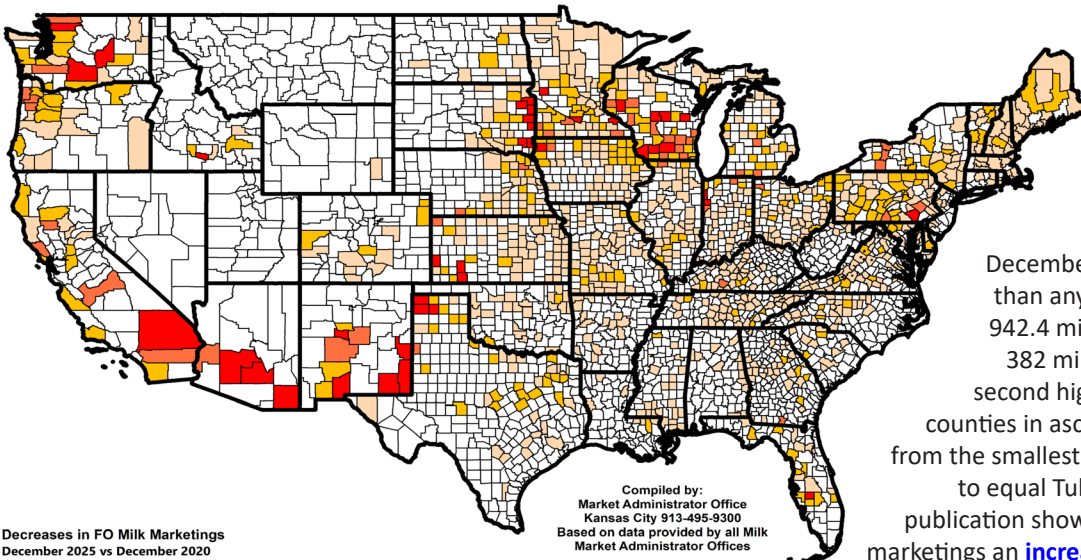 Decembe
than any
942.4 mi
382 mi
second hig
counties in asc
from the smallest
to equal Tul
publication show
marketings an increa
Compiled by:
Market Administrator Office
Kansas City 913-495-9300
Based on data provided by all Milk
Market Administrator Offices
Decreases in FO Milk Marketings
December 2025 vs December 2020